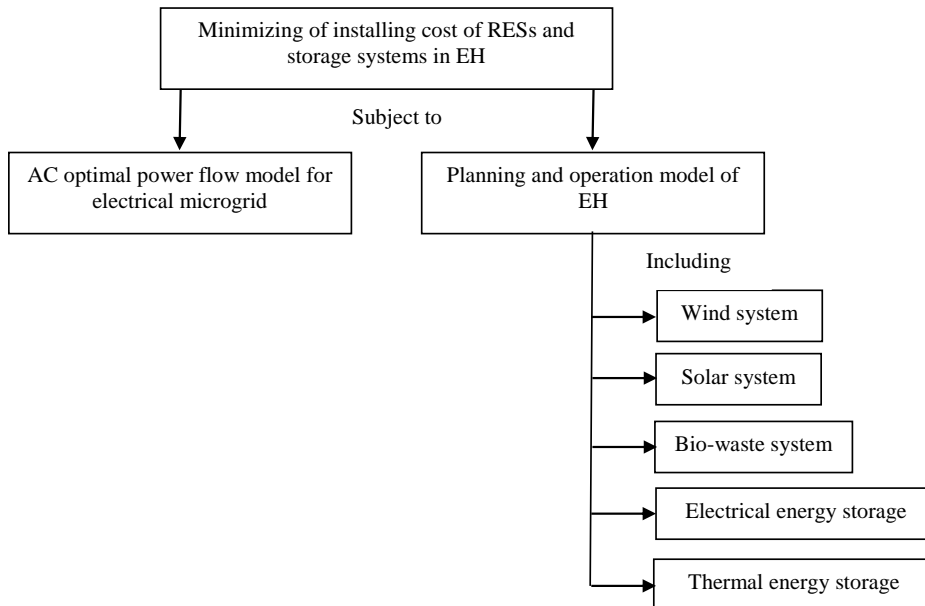 Minimizing of installing cost of RESs and
storage systems in EH
Subject to
AC optimal power flow model for
electrical microgrid
Planning and operation model of
EH
Including
Wind system
Solar system
Bio-waste system
Electrical energy storage
Thermal energy storage